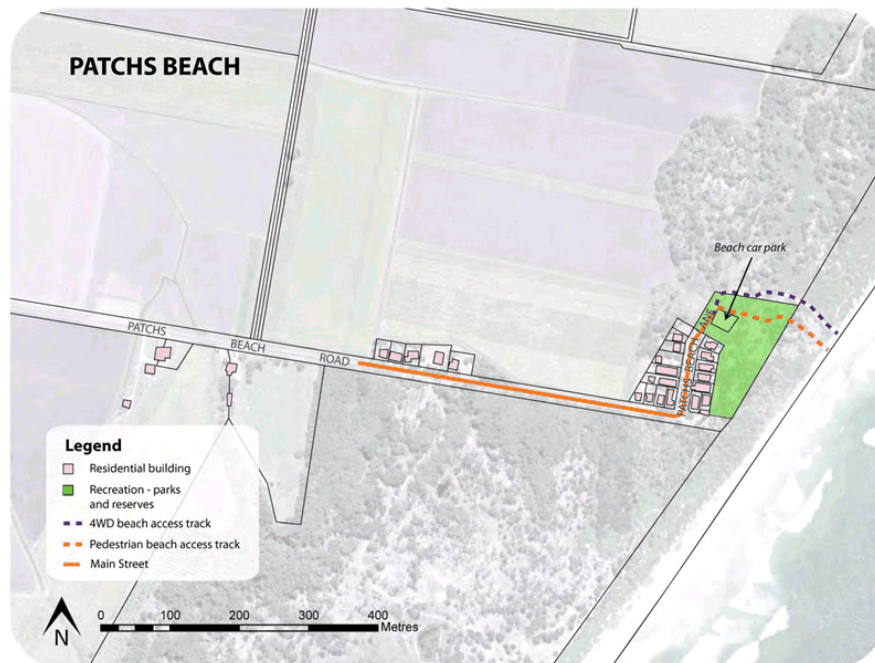 PATCHS BEACH
Beach car park
PATCHS BEACH LANE
PATCHS BEACH ROAD
Legend
Residential building
Recreation - parks
and reserves
4WD beach access track
Pedestrian beach access track
Main Street
N
0 100 200 400
Metres